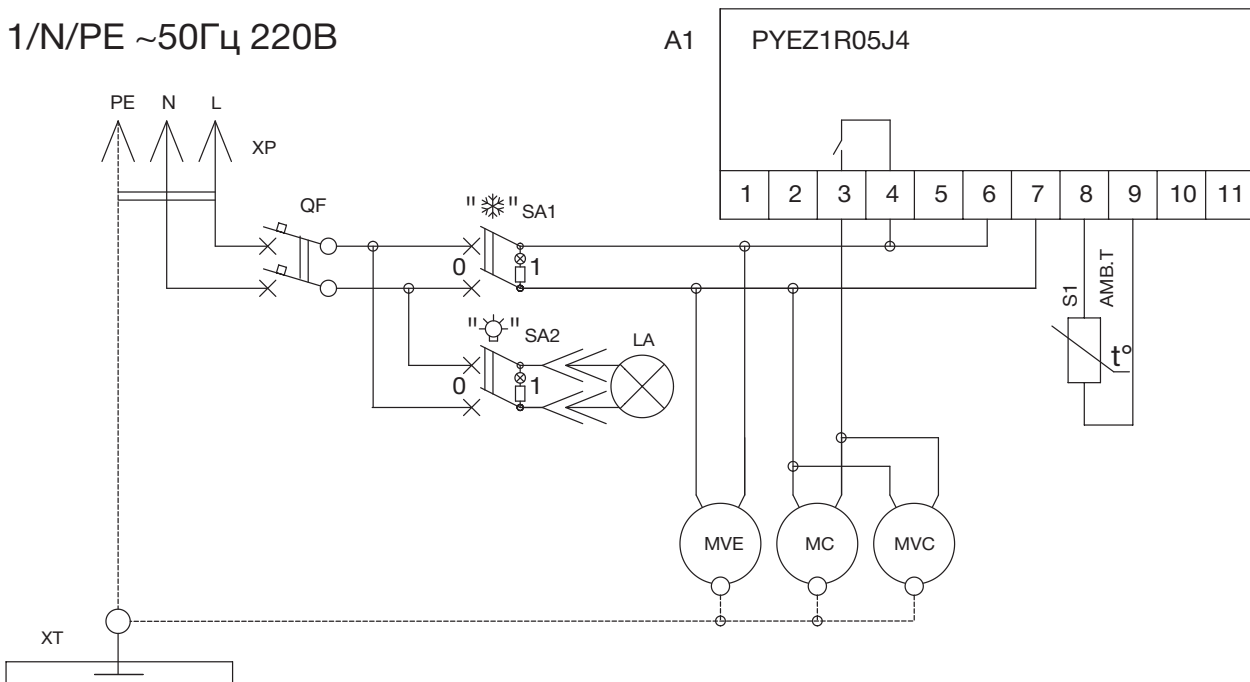 1/N/PE ~50Гц 220В
A1 PYEZ1R05J4
PE N L
XP
1 2 3 4 5 6 7 8 9 10 11
QF
" " SA1
0 1
S1
AMB.T
t°
" " SA2
LA
0 1
MVE MC MVC
XT